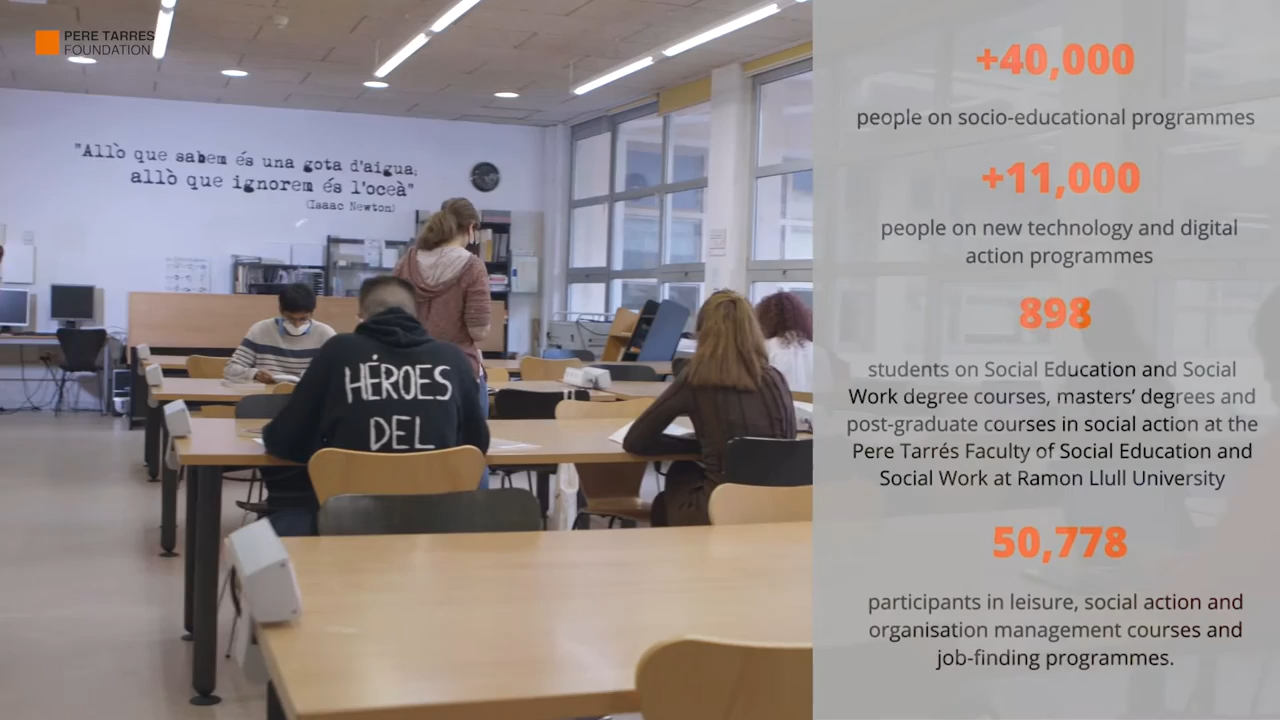 PERE TARRES
FOUNDATION
"Allò que sabem és una gota d'aigua;
allò que ignorem és l'oceà"
(Isaac Newton)
HÉROES
DEL
+40,000
people on socio-educational programmes
+11,000
people on new technology and digital
action programmes
898
students on Social Education and Social
Work degree courses, masters’ degrees and
post-graduate courses in social action at the
Pere Tarrés Faculty of Social Education and
Social Work at Ramon Llull University
50,778
participants in leisure, social action and
organisation management courses and
job-finding programmes.